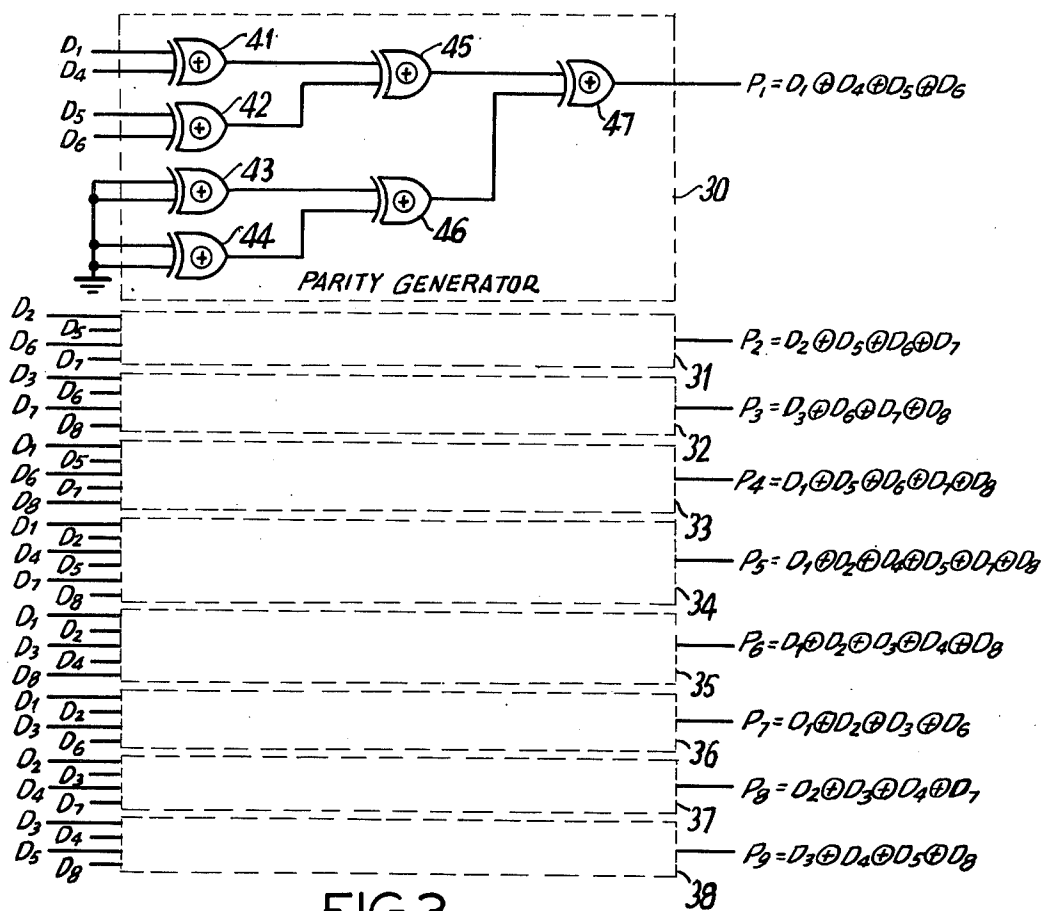 D1
D4
41
45
47
P1 = D1 ⊕ D4 ⊕ D5 ⊕ D6
D5
D6
42
43
46
30
44
PARITY GENERATOR
D2
D5
D6
D7
31
P2 = D2 ⊕ D5 ⊕ D6 ⊕ D7
D3
D6
D7
D8
32
P3 = D3 ⊕ D6 ⊕ D7 ⊕ D8
D1
D5
D6
D7
D8
33
P4 = D1 ⊕ D5 ⊕ D6 ⊕ D7 ⊕ D8
D1
D2
D4
D5
D7
D8
34
P5 = D1 ⊕ D2 ⊕ D4 ⊕ D5 ⊕ D7 ⊕ D8
D1
D2
D3
D4
D8
35
P6 = D1 ⊕ D2 ⊕ D3 ⊕ D4 ⊕ D8
D1
D2
D3
D6
36
P7 = D1 ⊕ D2 ⊕ D3 ⊕ D6
D2
D3
D4
D7
37
P8 = D2 ⊕ D3 ⊕ D4 ⊕ D7
D3
D4
D5
D8
38
P9 = D3 ⊕ D4 ⊕ D5 ⊕ D8